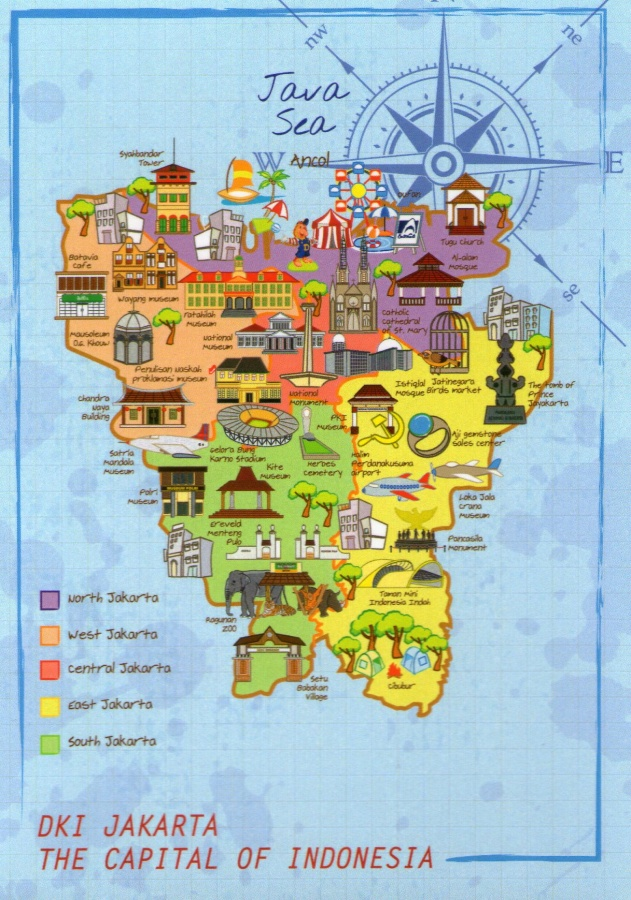 N
nw
ne
Java
Sea
W
E
Ancol
Syahbandar
Tower
Dufan
Tugu Church
se
Batavia
cafe
Al-alam
Mosque
Wayang museum
Fatahilah
Museum
Catholic
cathedral
of St. Mary
Mausoleum
O.G. Khouw
National
Museum
Penulisan naskah
proklamasi museum
National
Monument
Istiqlal
Mosque
Jatinegara
Birds market
The Tomb of
Prince
Jayakarta
Chandra
naya
Building
PKI
Museum
Aji gemstone
sales center
Satria
Mandala
Museum
Gelora Bung
Karno Stadium
Kite
Museum
Heroes
cemetery
Halim
Perdanakusuma
airport
Polri
Museum
Loka Jala
Crana
Museum
Ereveld
Menteng
Pulo
Pancasila
Monument
Ragunan
ZOO
Taman Mini
Indonesia Indah
Setu
Babakan
Village
Cibubur
North Jakarta
West Jakarta
Central Jakarta
East Jakarta
South Jakarta
DKI JAKARTA
THE CAPITAL OF INDONESIA